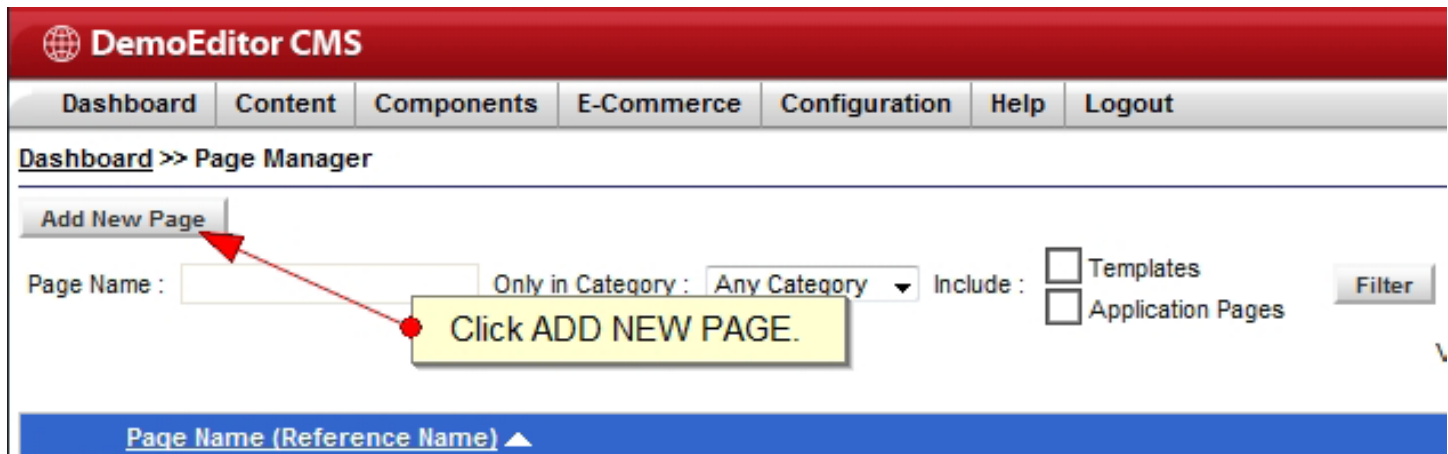 DemoEditor CMS
Dashboard Content Components E-Commerce Configuration Help Logout
Dashboard >> Page Manager
Add New Page
Page Name : Only in Category : Any Category Include : Templates
Application Pages
Filter
Click ADD NEW PAGE.
Page Name (Reference Name)